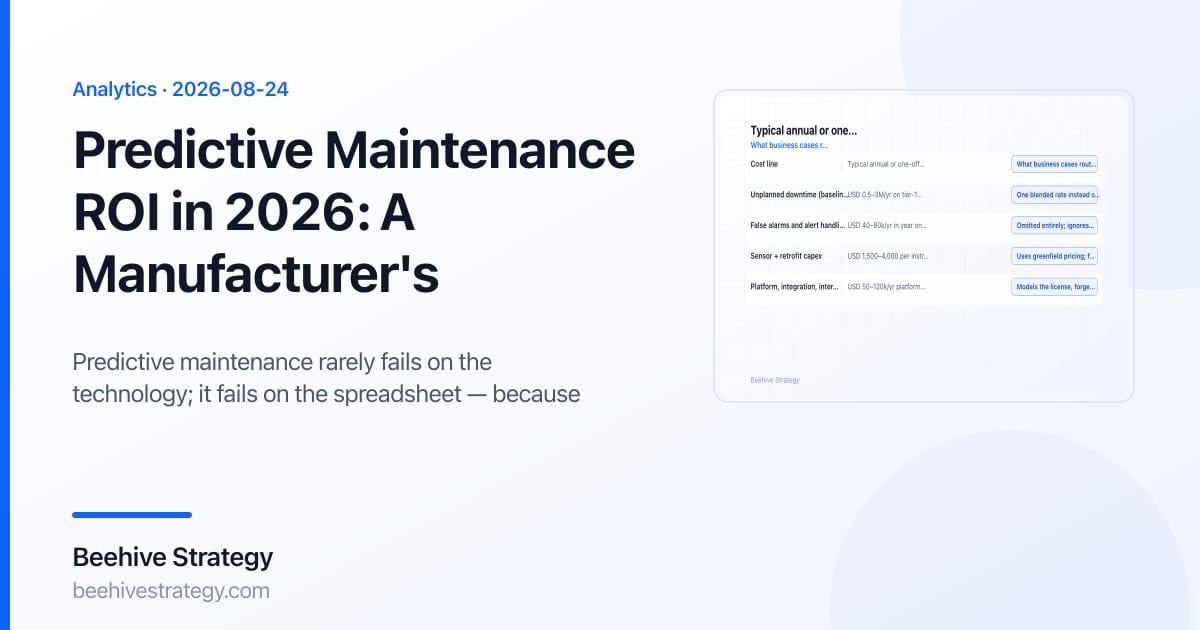 Analytics · 2026-08-24
Predictive Maintenance
ROI in 2026: A
Manufacturer's
Predictive maintenance rarely fails on the
technology; it fails on the spreadsheet — because
Beehive Strategy
beehivestrategy.com
Typical annual or one...
What business cases r...
Cost line Typical annual or one-off... What business cases rout...
Unplanned downtime (baselin... USD 0.5–3M/yr on tier-1... One blended rate instead o...
False alarms and alert handli... USD 40–80k/yr in year on... Omitted entirely; ignores...
Sensor + retrofit capex USD 1,500–4,000 per instr... Uses greenfield pricing; f...
Platform, integration, inter... USD 50–120k/yr platform... Models the license, forge...
Beehive Strategy